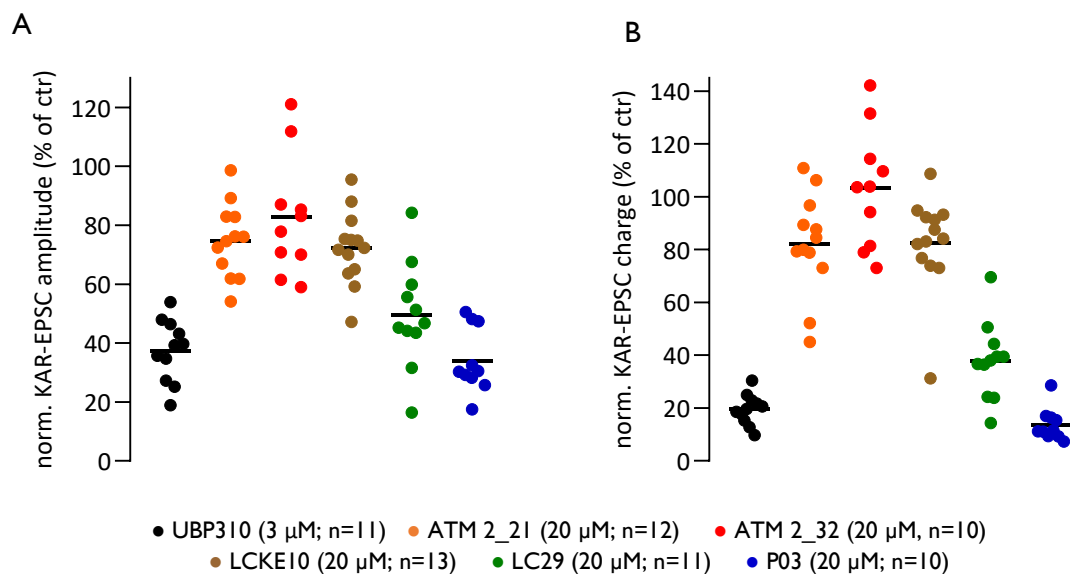 A
B
norm. KAR-EPSC amplitude (% of ctr)
120
100
80
60
40
20
0
norm. KAR-EPSC charge (% of ctr)
140
120
100
80
60
40
20
0
UBP310 (3 µM; n=11) ATM 2_21 (20 µM; n=12) ATM 2_32 (20 µM, n=10)
LCKE10 (20 µM; n=13) LC29 (20 µM; n=11) P03 (20 µM; n=10)